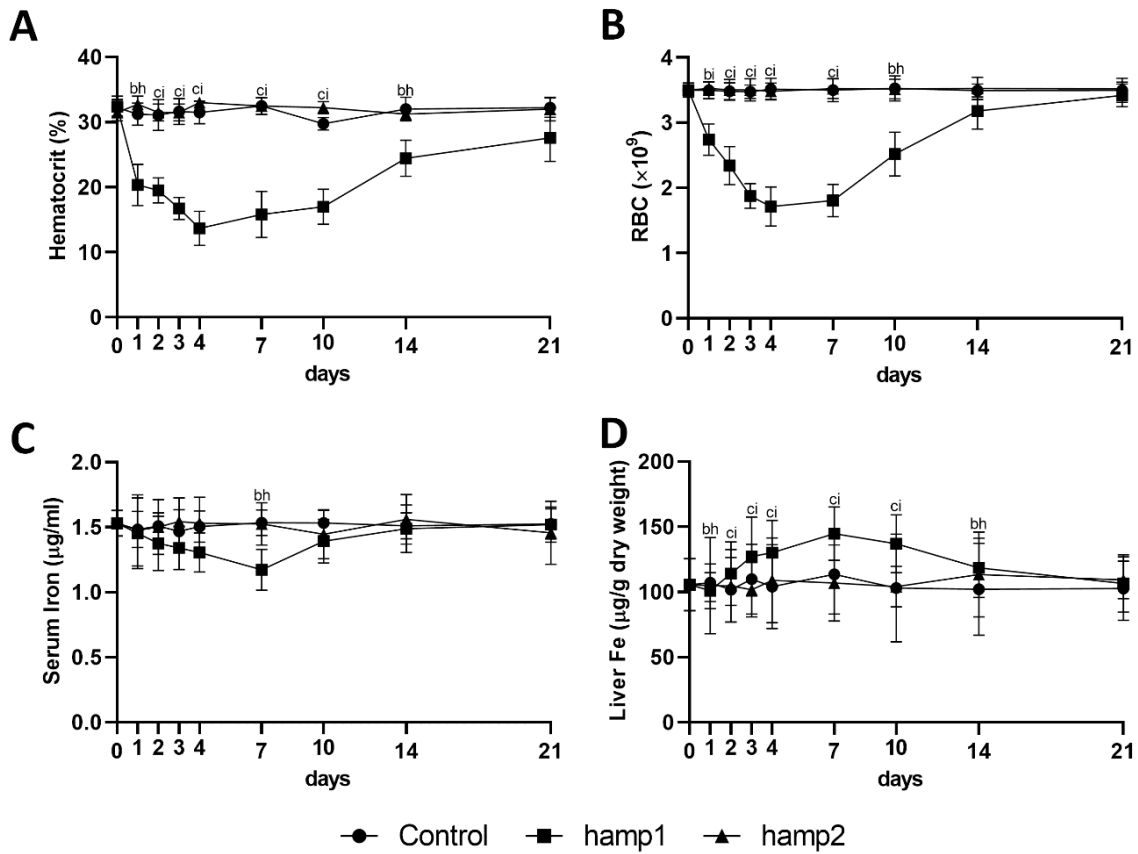 A
Hematocrit (%)
40
30
20
10
0
bh
ci
ci
ci
ci
ci
bh
0 1 2 3 4 7 10 14 21
days
B
RBC (×10⁹)
4
3
2
1
0
bi
ci
ci
ci
ci
bh
0 1 2 3 4 7 10 14 21
days
C
Serum Iron (µg/ml)
2.0
1.5
1.0
0.5
0.0
bh
0 1 2 3 4 7 10 14 21
days
D
Liver Fe (µg/g dry weight)
200
150
100
50
0
bh
ci
ci
ci
ci
ci
bh
0 1 2 3 4 7 10 14 21
days
Control hamp1 hamp2